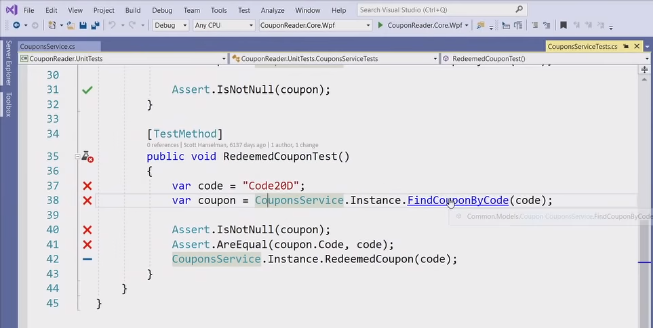 File Edit View Project Build Debug Test Analyze Tools Extensions Window Help Search Visual Studio (Ctrl+Q)
Debug Any CPU CouponReader.Core.Wpf CouponReader.Core.Wpf
CouponsService.cs CouponsServiceTests.cs
CouponReader.UnitTests CouponReader.UnitTests.CouponsServiceTests RedeemedCouponTest()
Server Explorer
Toolbox
30
31 Assert.IsNotNull(coupon);
32 }
33
34 [TestMethod]
0 references | Scott Hanselman, 6137 days ago | 1 author, 1 change
35 public void RedeemedCouponTest()
36 {
37 var code = "Code20D";
38 var coupon = CouponsService.Instance.FindCouponByCode(code);
39
Common.Models.Coupon CouponsService.FindCouponByCode
40 Assert.IsNotNull(coupon);
41 Assert.AreEqual(coupon.Code, code);
42 CouponsService.Instance.RedeemedCoupon(code);
43 }
44 }
45 }